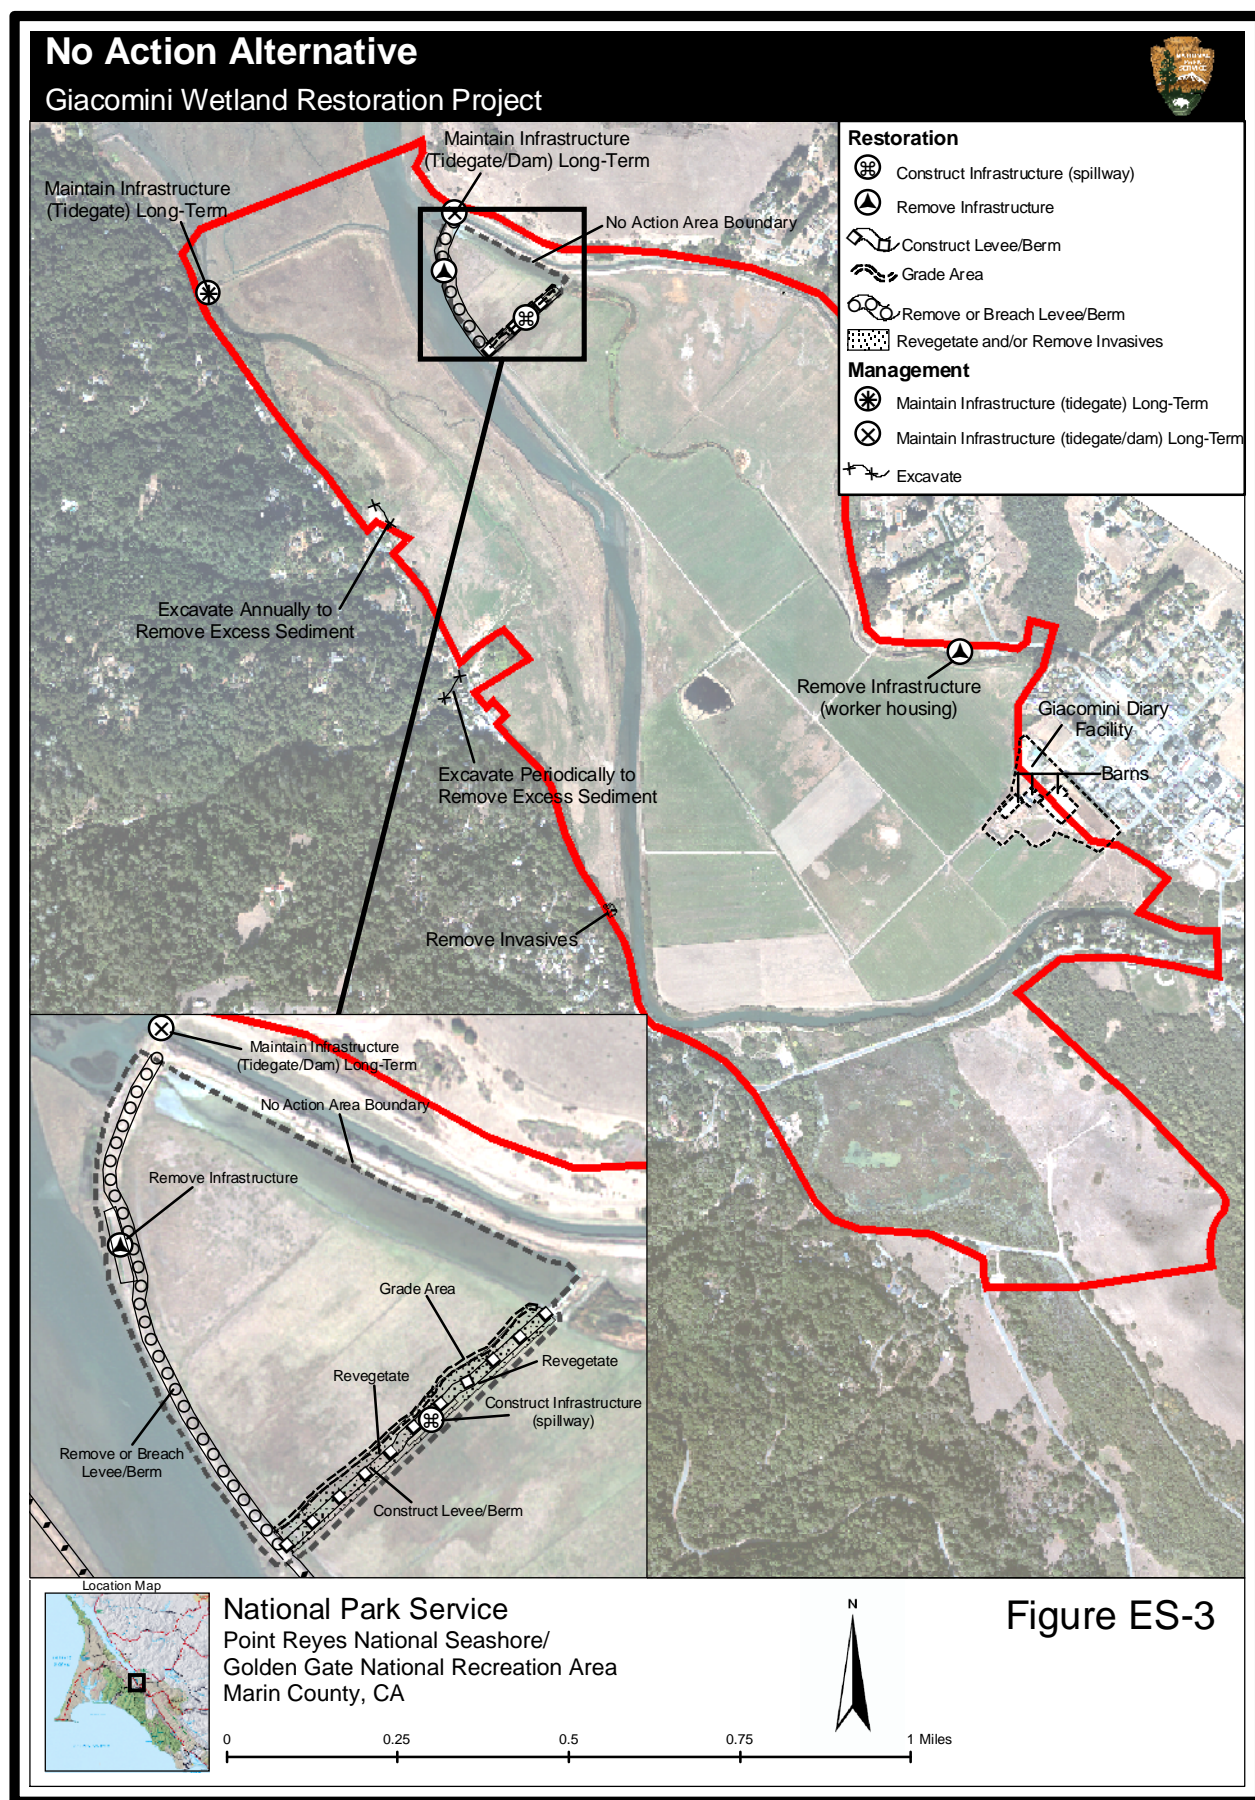 No Action Alternative
Giacomini Wetland Restoration Project
Maintain Infrastructure
(Tidegate/Dam) Long-Term
Maintain Infrastructure
(Tidegate) Long-Term
No Action Area Boundary
Restoration
Construct Infrastructure (spillway)
Remove Infrastructure
Construct Levee/Berm
Grade Area
Remove or Breach Levee/Berm
Revegetate and/or Remove Invasives
Management
Maintain Infrastructure (tidegate) Long-Term
Maintain Infrastructure (tidegate/dam) Long-Term
Excavate
Excavate Annually to
Remove Excess Sediment
Remove Infrastructure
(worker housing)
Giacomini Diary
Facility
Barns
Excavate Periodically to
Remove Excess Sediment
Remove Invasives
Maintain Infrastructure
(Tidegate/Dam) Long-Term
No Action Area Boundary
Remove Infrastructure
Grade Area
Revegetate
Revegetate
Construct Infrastructure
(spillway)
Remove or Breach
Levee/Berm
Construct Levee/Berm
Location Map
National Park Service
Point Reyes National Seashore/
Golden Gate National Recreation Area
Marin County, CA
N
Figure ES-3
0 0.25 0.5 0.75 1 Miles